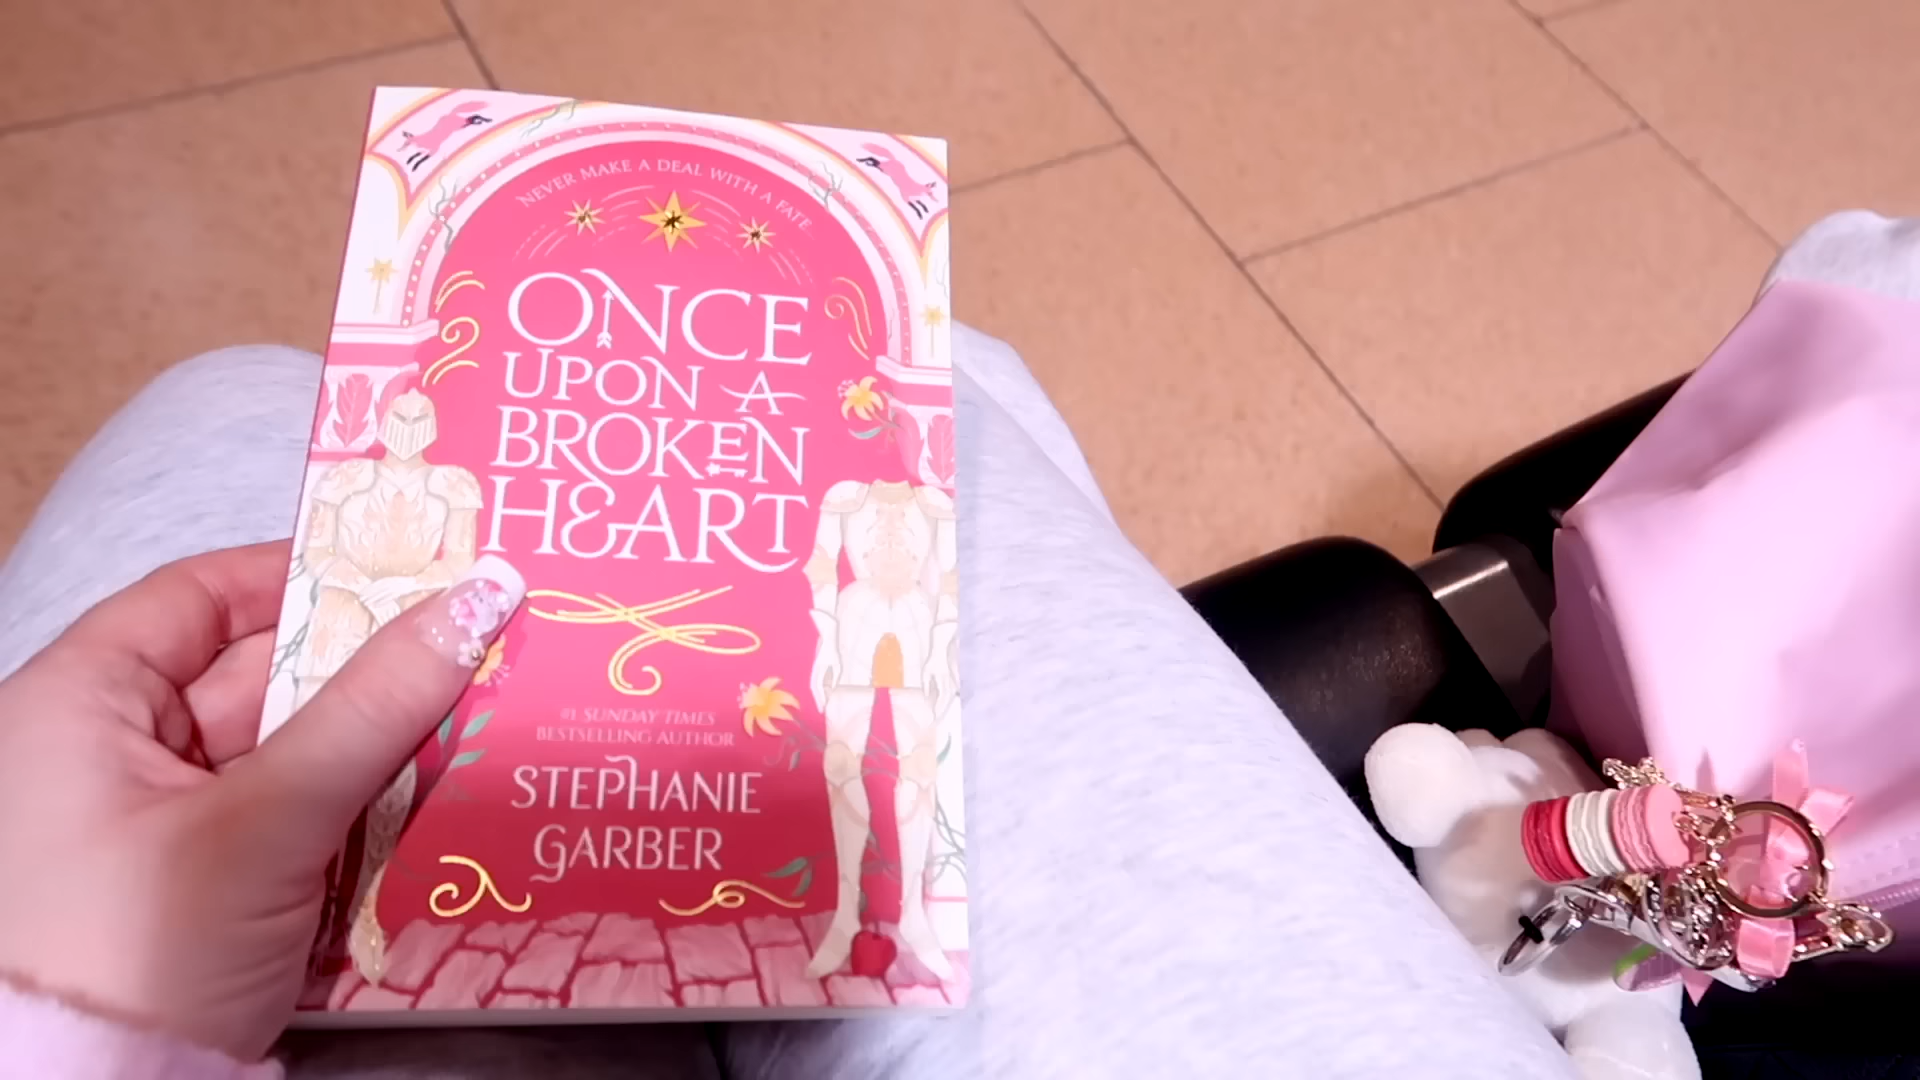 NEVER MAKE A DEAL WITH A FATE
ONCE
UPON A
BROKEN
HEART
#1 SUNDAY TIMES
BESTSELLING AUTHOR
STEPHANIE
GARBER